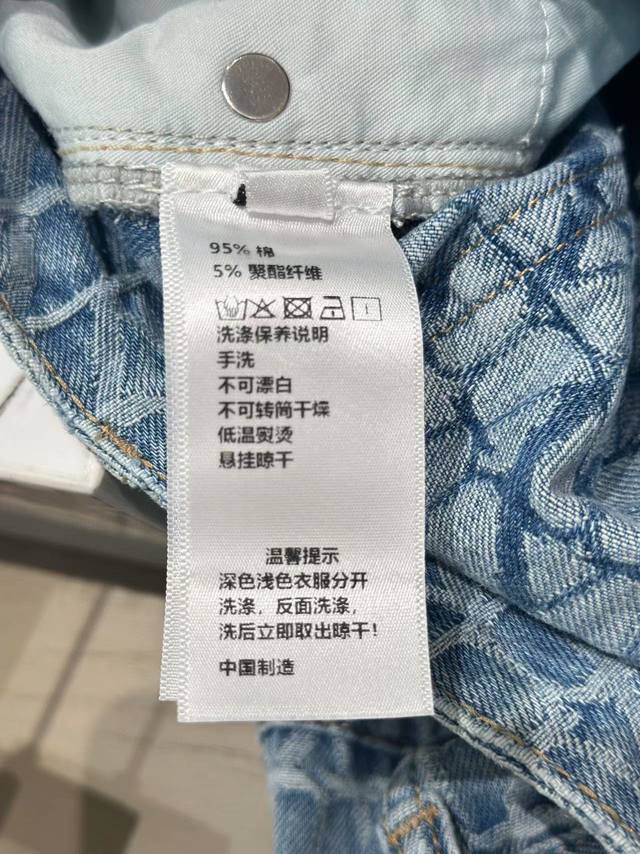 95% 棉
5% 聚酯纤维
洗涤保养说明
手洗
不可漂白
不可转筒干燥
低温熨烫
悬挂晾干
温馨提示
深色浅色衣服分开
洗涤，反面洗涤，
洗后立即取出晾干！
中国制造